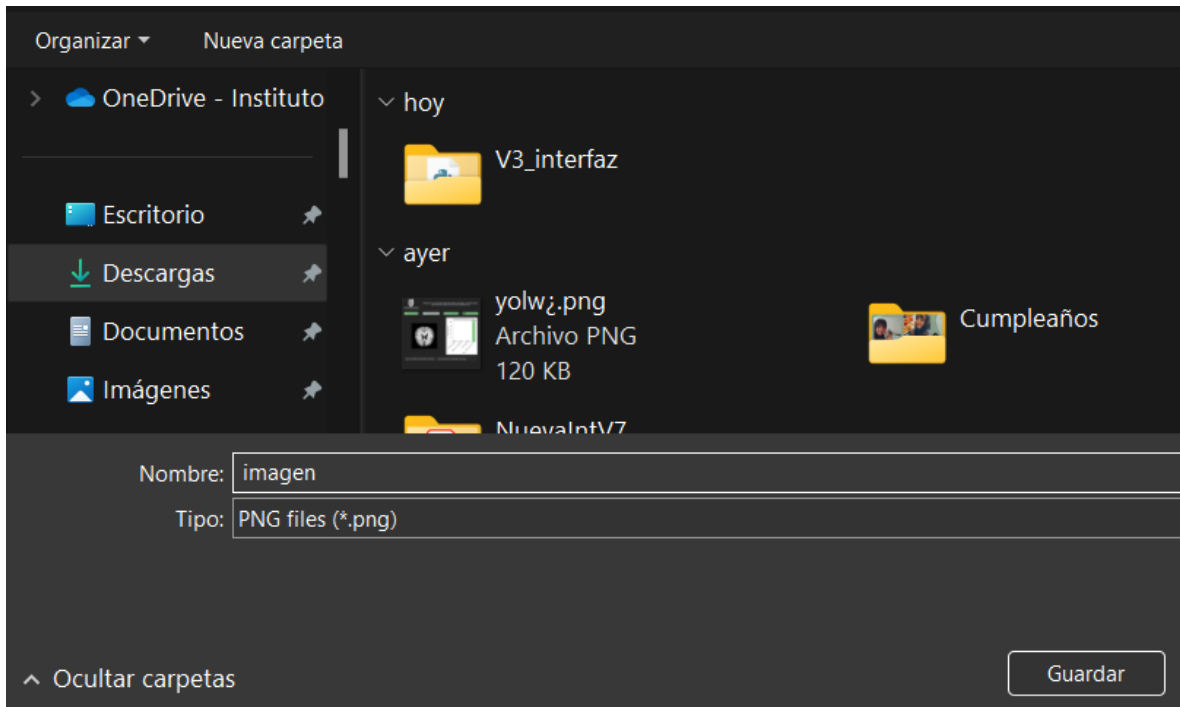 Organizar Nueva carpeta
OneDrive - Instituto
Escritorio
Descargas
Documentos
Imágenes
hoy
V3_interfaz
ayer
yolw¿.png
Archivo PNG
120 KB
Cumpleaños
NuevaIntV7
Nombre: imagen
Tipo: PNG files (*.png)
Ocultar carpetas
Guardar